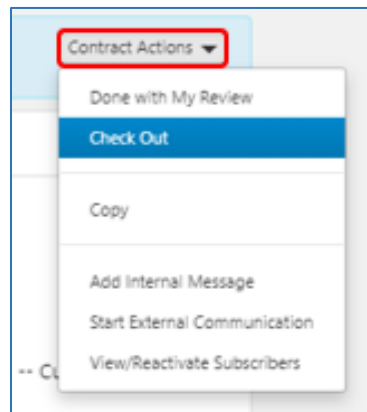 Contract Actions
Done with My Review
Check Out
Copy
Add Internal Message
Start External Communication
View/Reactivate Subscribers
--